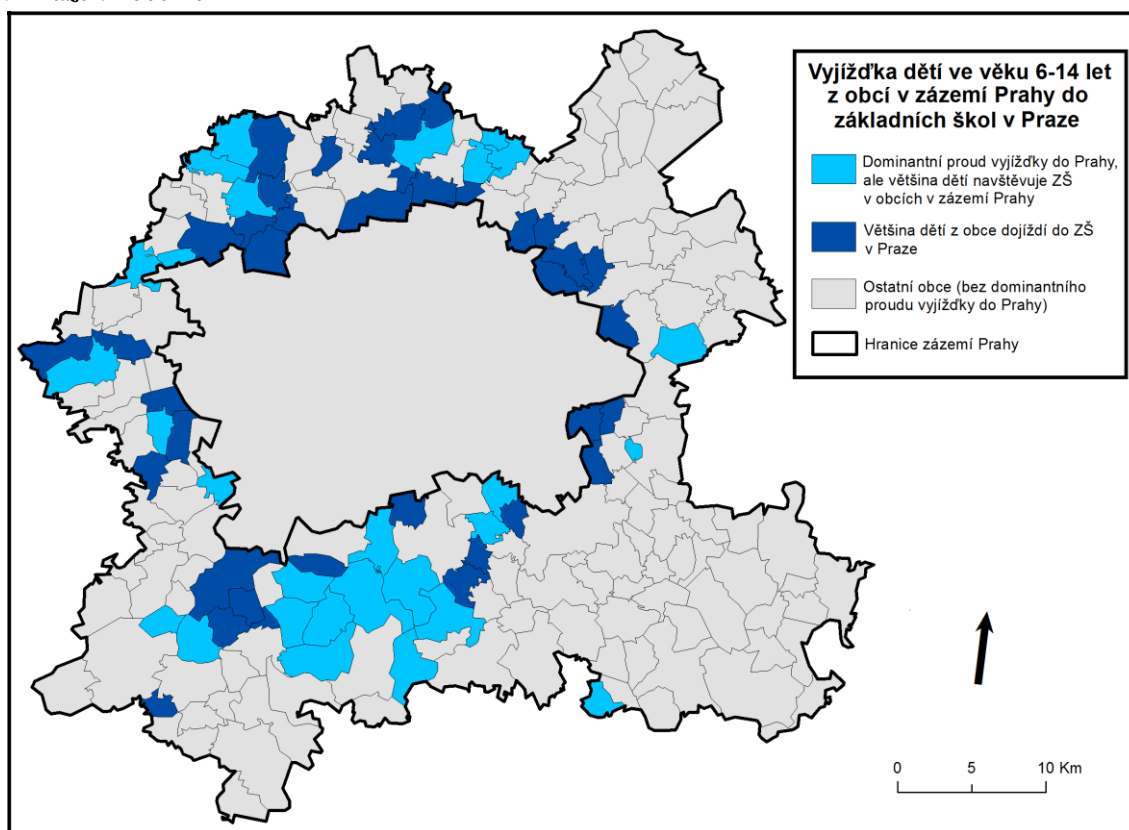 Vyjížďka dětí ve věku 6-14 let
z obcí v zázemí Prahy do
základních škol v Praze
Dominantní proud vyjížďky do Prahy,
ale většina dětí navštěvuje ZŠ
v obcích v zázemí Prahy
Většina dětí z obce dojíždí do ZŠ
v Praze
Ostatní obce (bez dominantního
proudu vyjížďky do Prahy)
Hranice zázemí Prahy
0 5 10 Km